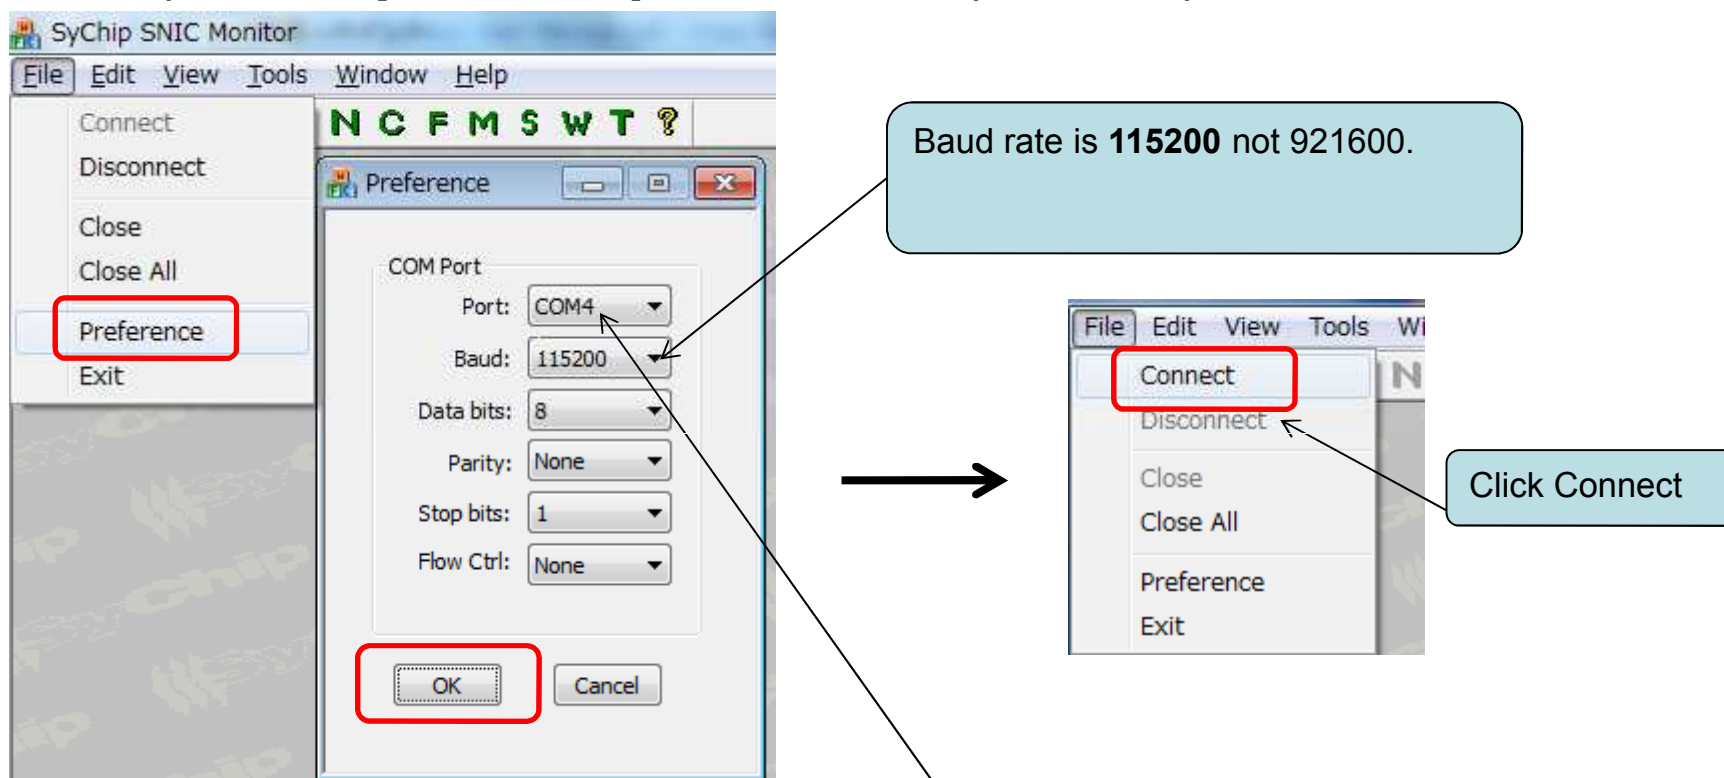 SyChip SNIC Monitor
File Edit View Tools Window Help
N C F M S W T ?
Connect
Disconnect
Close
Close All
Preference
Exit
Preference
COM Port
Port: COM4
Baud: 115200
Data bits: 8
Parity: None
Stop bits: 1
Flow Ctrl: None
OK Cancel
Baud rate is 115200 not 921600.
File Edit View Tools Wi
N
Connect
Disconnect
Close
Close All
Preference
Exit
Click Connect